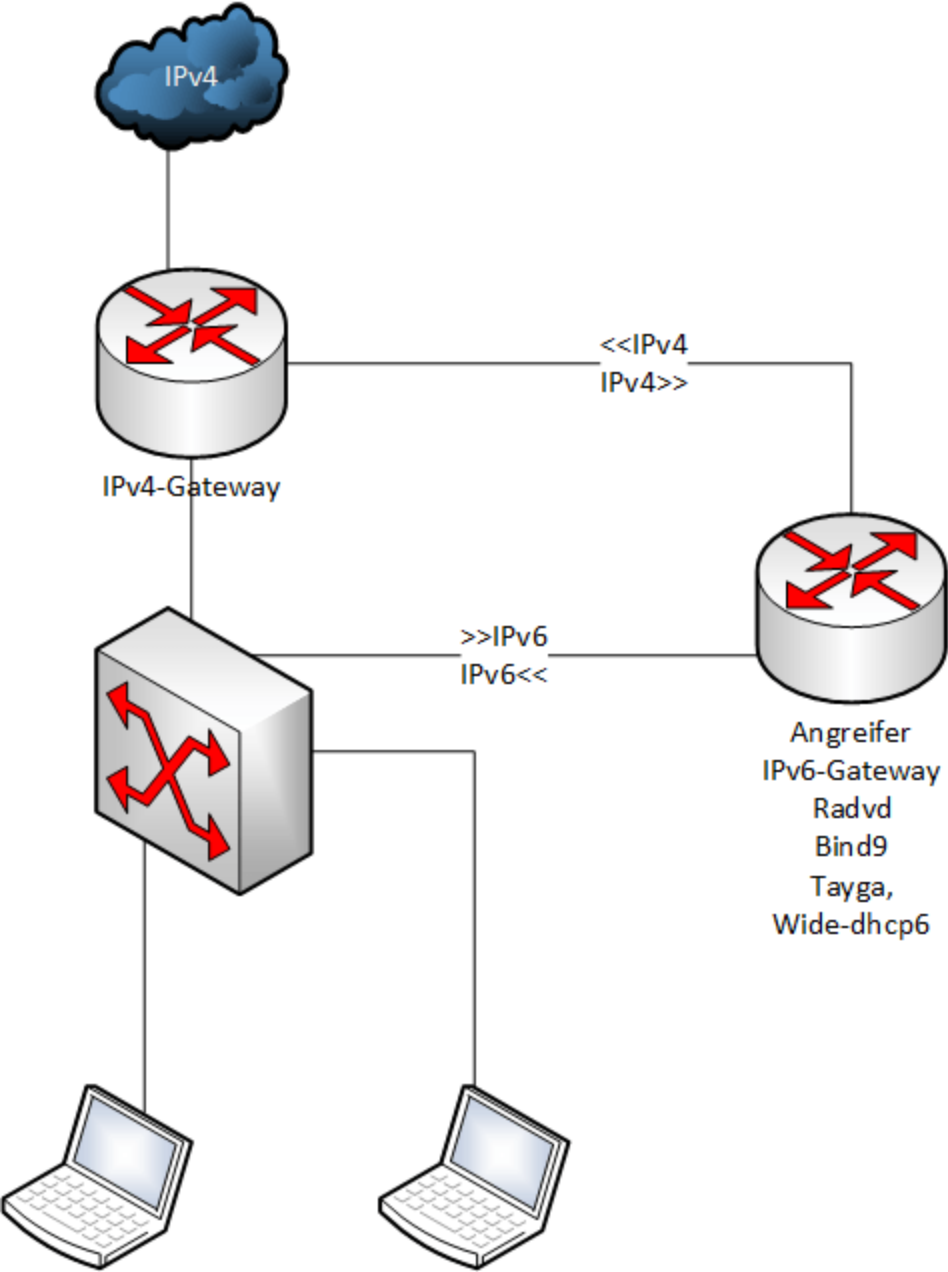 IPv4
<<IPv4
IPv4>>
IPv4-Gateway
>>IPv6
IPv6<<
Angreifer
IPv6-Gateway
Radvd
Bind9
Tayga,
Wide-dhcp6